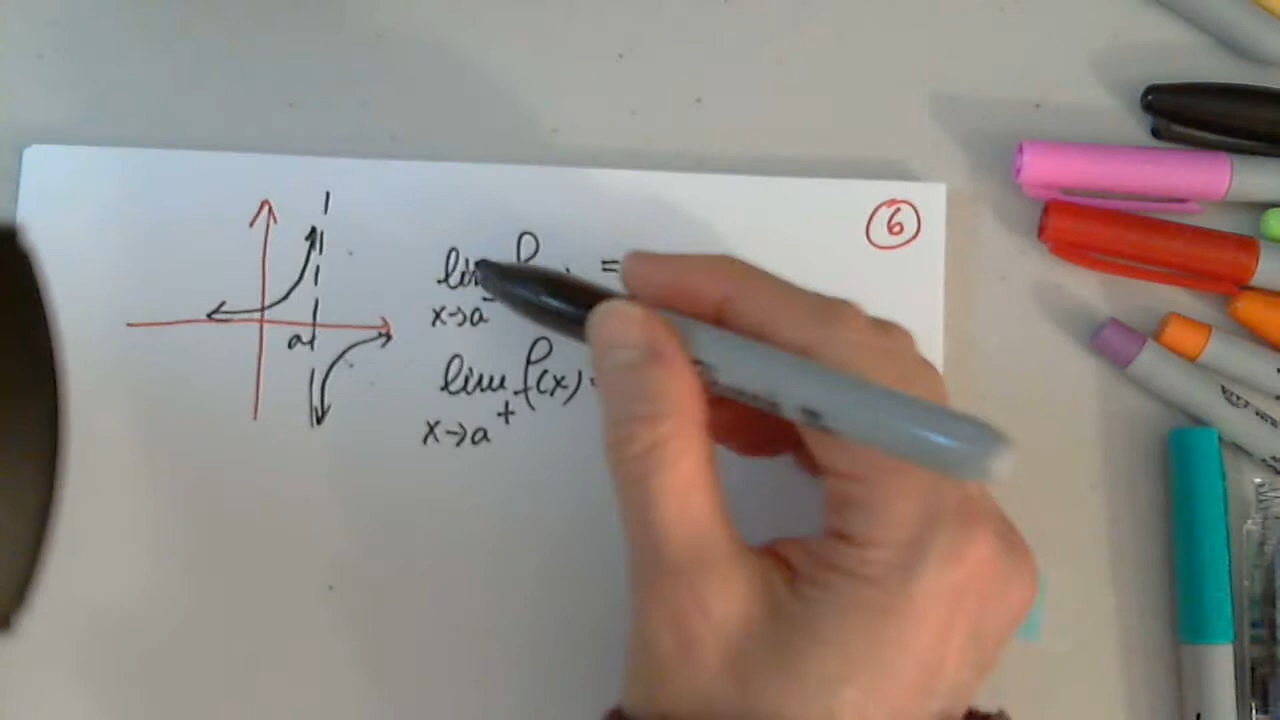 6
lim f =
x→a⁻
a
lim f(x)
x→a⁺